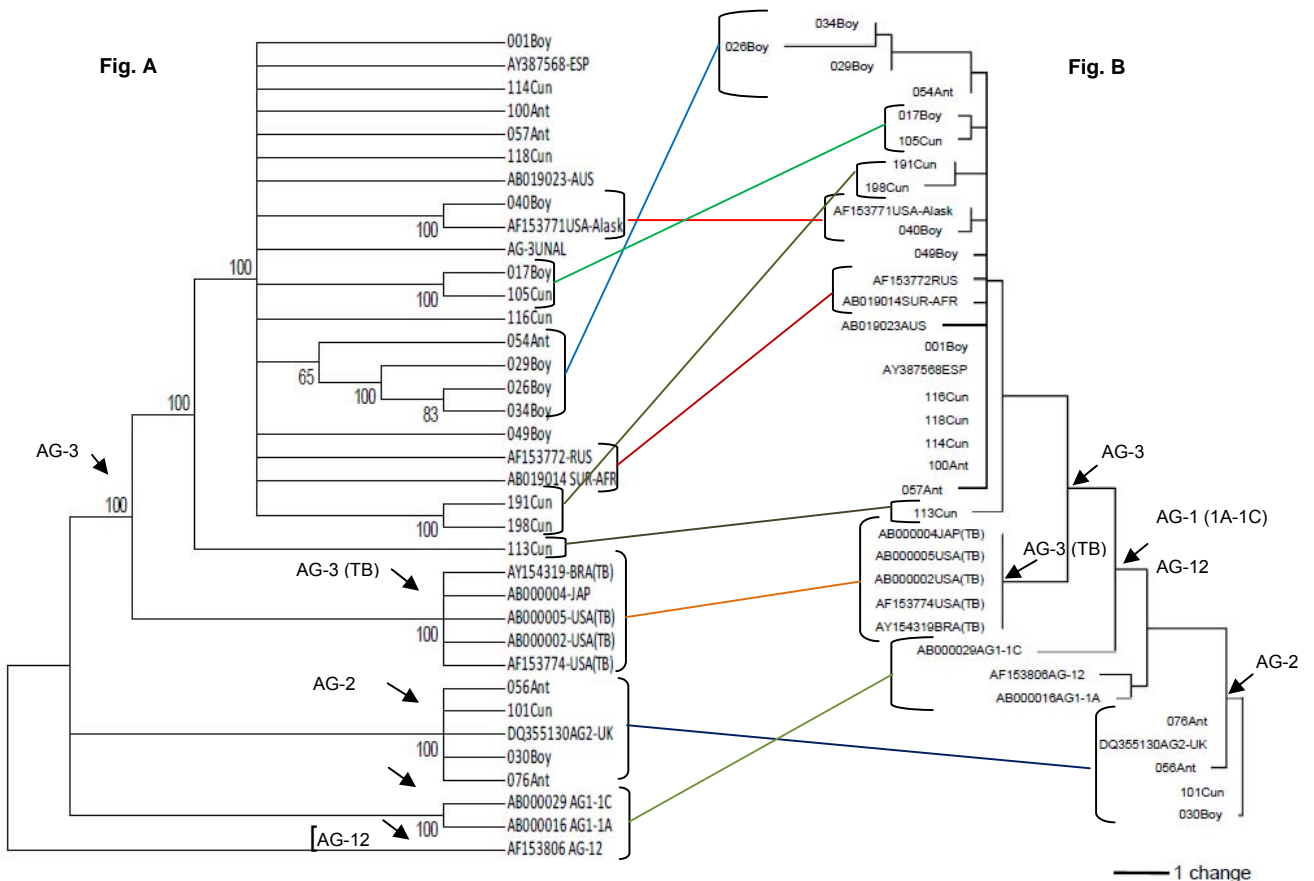 Fig. A
001Boy
AY387568-ESP
114Cun
100Ant
057Ant
118Cun
AB019023-AUS
040Boy
100
AF153771USA-Alask
AG-3UNAL
100
017Boy
100
105Cun
116Cun
054Ant
65
029Boy
100
026Boy
83
034Boy
100
049Boy
AG-3
AF153772-RUS
AB019014 SUR-AFR
100
191Cun
100
198Cun
113Cun
AG-3 (TB)
AY154319-BRA(TB)
AB000004-JAP
AB000005-USA(TB)
100
AB000002-USA(TB)
AF153774-USA(TB)
AG-2
056Ant
101Cun
DQ355130AG2-UK
100
030Boy
076Ant
AB000029 AG1-1C
100
AB000016 AG1-1A
AG-12
AF153806 AG-12
Fig. B
034Boy
026Boy
029Boy
054Ant
017Boy
105Cun
191Cun
198Cun
AF153771USA-Alask
040Boy
049Boy
AF153772RUS
AB019014SUR-AFR
AB019023AUS
001Boy
AY387568ESP
116Cun
118Cun
114Cun
AG-3
100Ant
057Ant
113Cun
AG-1 (1A-1C)
AB000004JAP(TB)
AG-3 (TB)
AB000005USA(TB)
AG-12
AB000002USA(TB)
AF153774USA(TB)
AY154319BRA(TB)
AB000029AG1-1C
AG-2
AF153806AG-12
AB000016AG1-1A
076Ant
DQ355130AG2-UK
056Ant
101Cun
030Boy
1 change